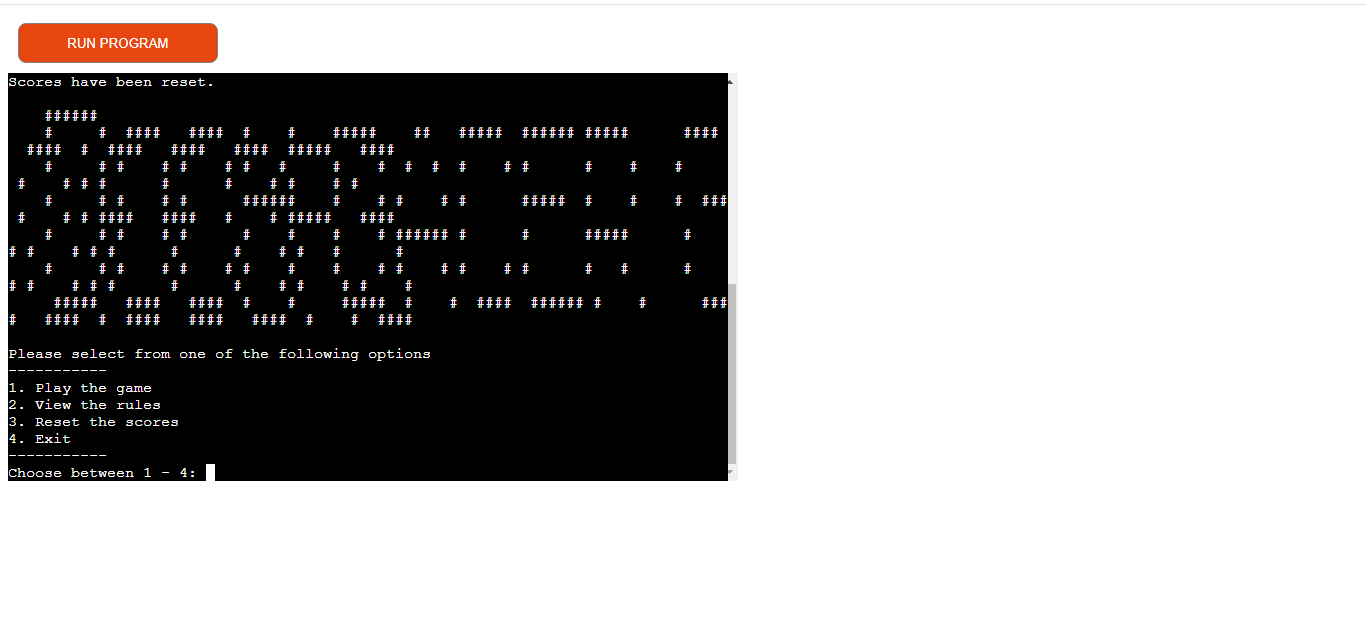 RUN PROGRAM
Scores have been reset.
Please select from one of the following options
-----------
1. Play the game
2. View the rules
3. Reset the scores
4. Exit
-----------
Choose between 1 - 4: